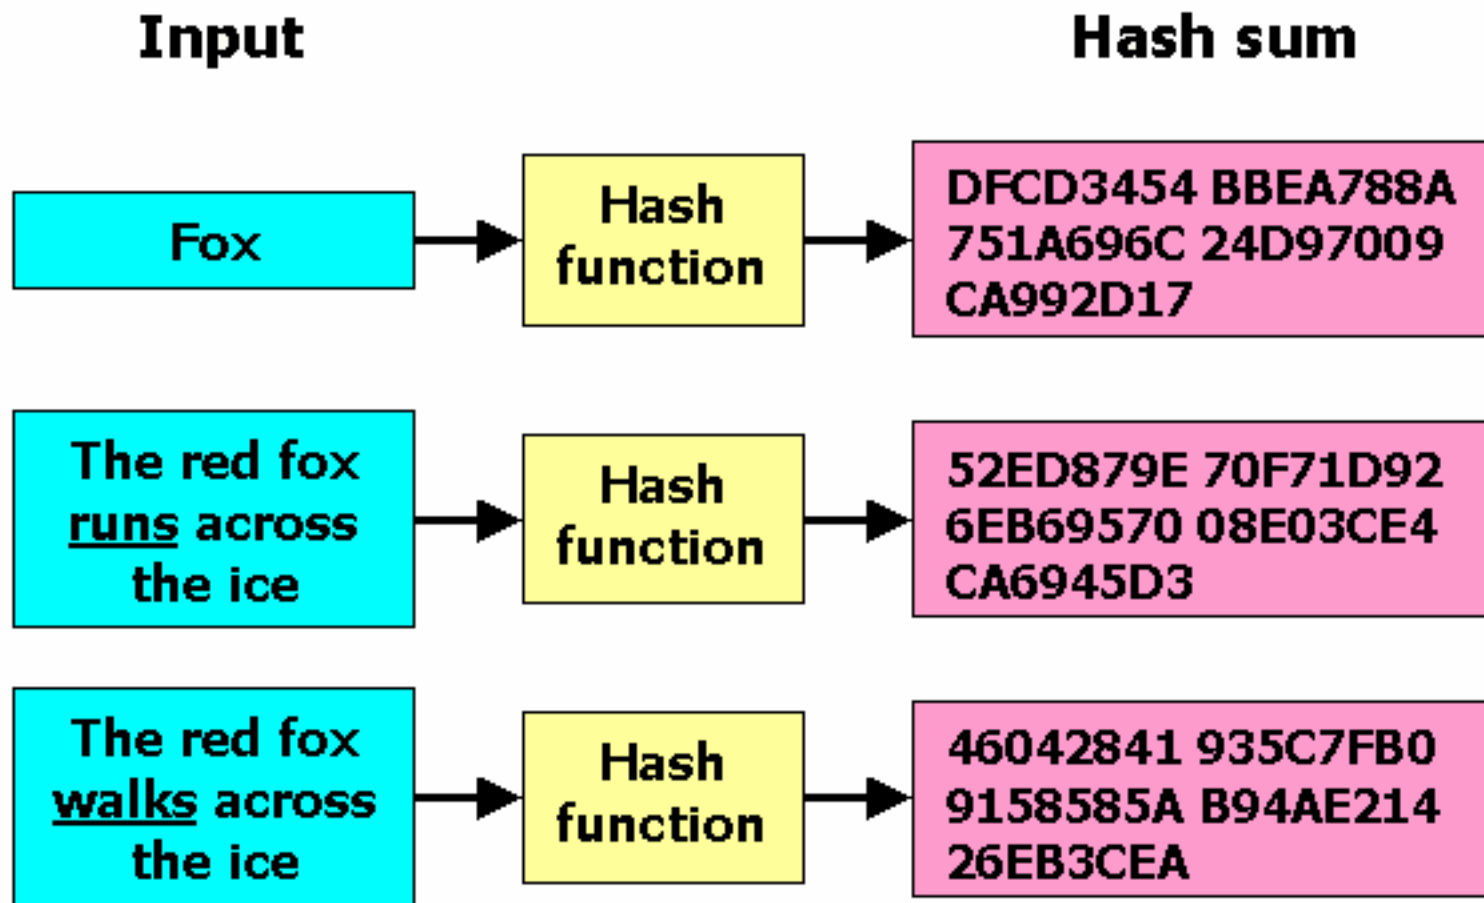 Input
Hash sum
Fox
Hash
function
DFCD3454 BBEA788A
751A696C 24D97009
CA992D17
The red fox
runs across
the ice
Hash
function
52ED879E 70F71D92
6EB69570 08E03CE4
CA6945D3
The red fox
walks across
the ice
Hash
function
46042841 935C7FB0
9158585A B94AE214
26EB3CEA